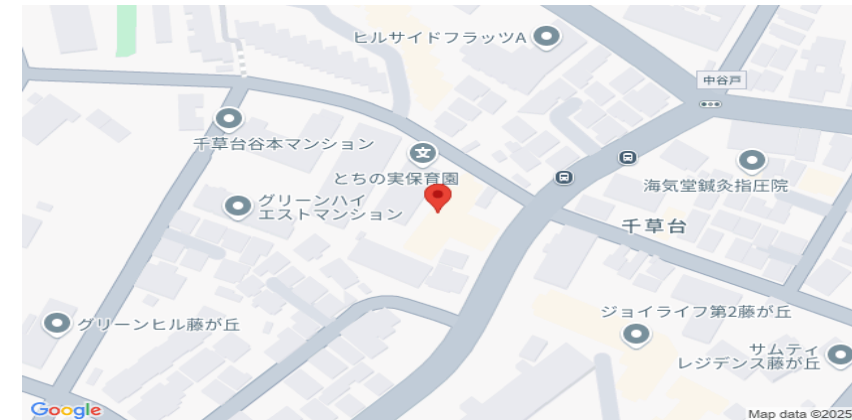 ヒルサイドフラッツA
中谷戸
千草台谷本マンション
文
とちの実保育園
海気堂鍼灸指圧院
グリーンハイ
エストマンション
千草台
ジョイライフ第2藤が丘
グリーンヒル藤が丘
サムティ
レジデンス藤が丘
Google
Map data ©2025